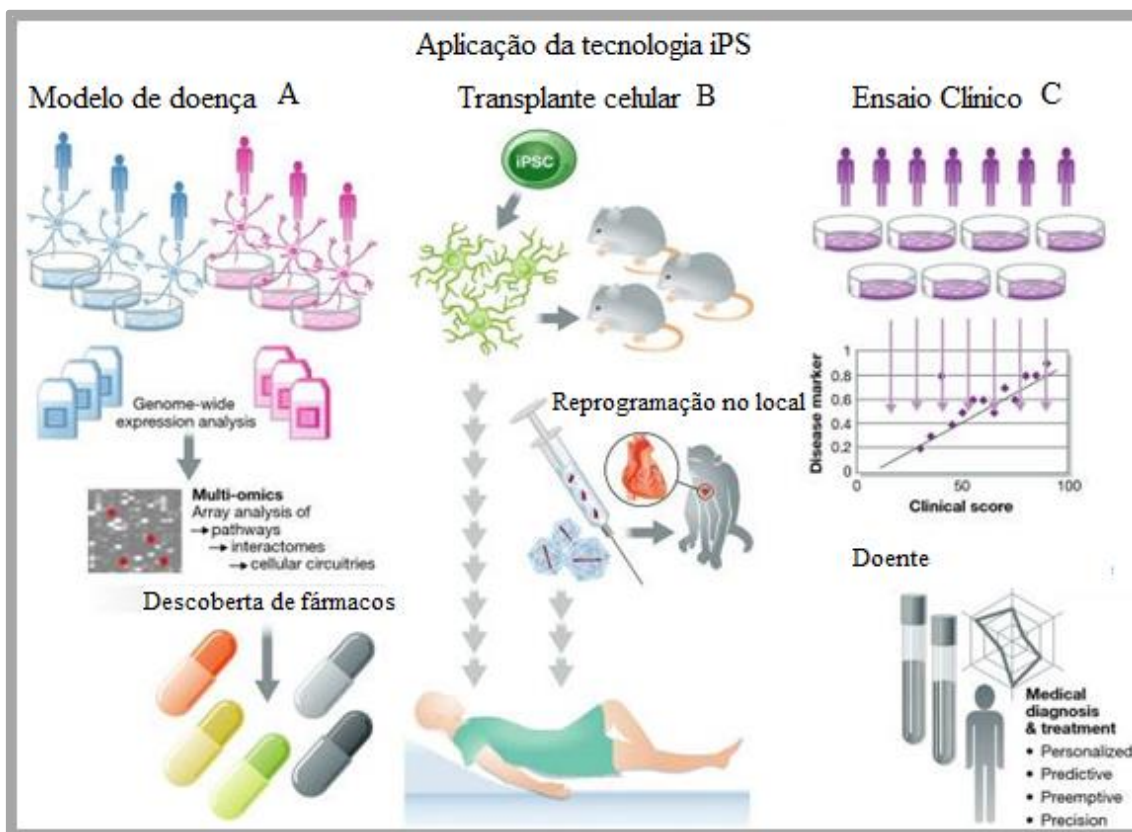 Aplicação da tecnologia iPS
Modelo de doença A
Genome-wide
expression analysis
Multi-omics
Array analysis of
pathways
interactomes
cellular circuitries
Descoberta de fármacos
Transplante celular B
iPSC
Reprogramação no local
Ensaio Clínico C
Disease marker
1
0.8
0.6
0.4
0.2
0
0 50 100
Clinical score
Doente
Medical
diagnosis
& treatment
• Personalized
• Predictive
• Preemptive
• Precision